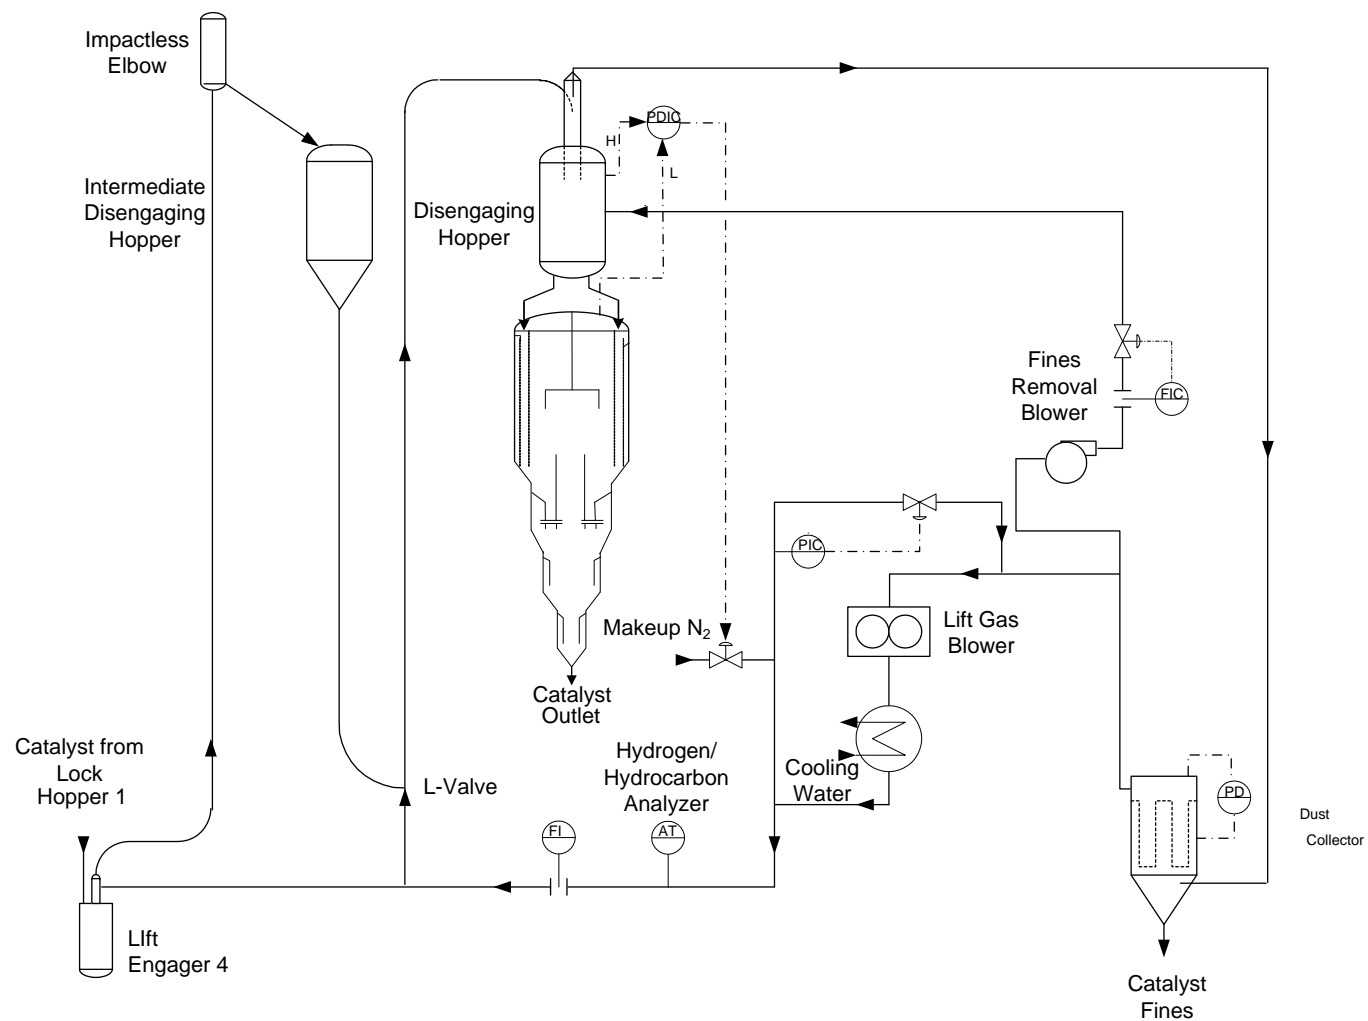 Impactless
Elbow
PDIC
H
L
Intermediate
Disengaging
Hopper
Disengaging
Hopper
Fines
Removal
Blower
FIC
PIC
Makeup N₂
Lift Gas
Blower
Catalyst
Outlet
Catalyst from
Lock
Hopper 1
L-Valve
Hydrogen/
Hydrocarbon
Analyzer
Cooling
Water
PD
Dust
Collector
FI
AT
LIft
Engager 4
Catalyst
Fines